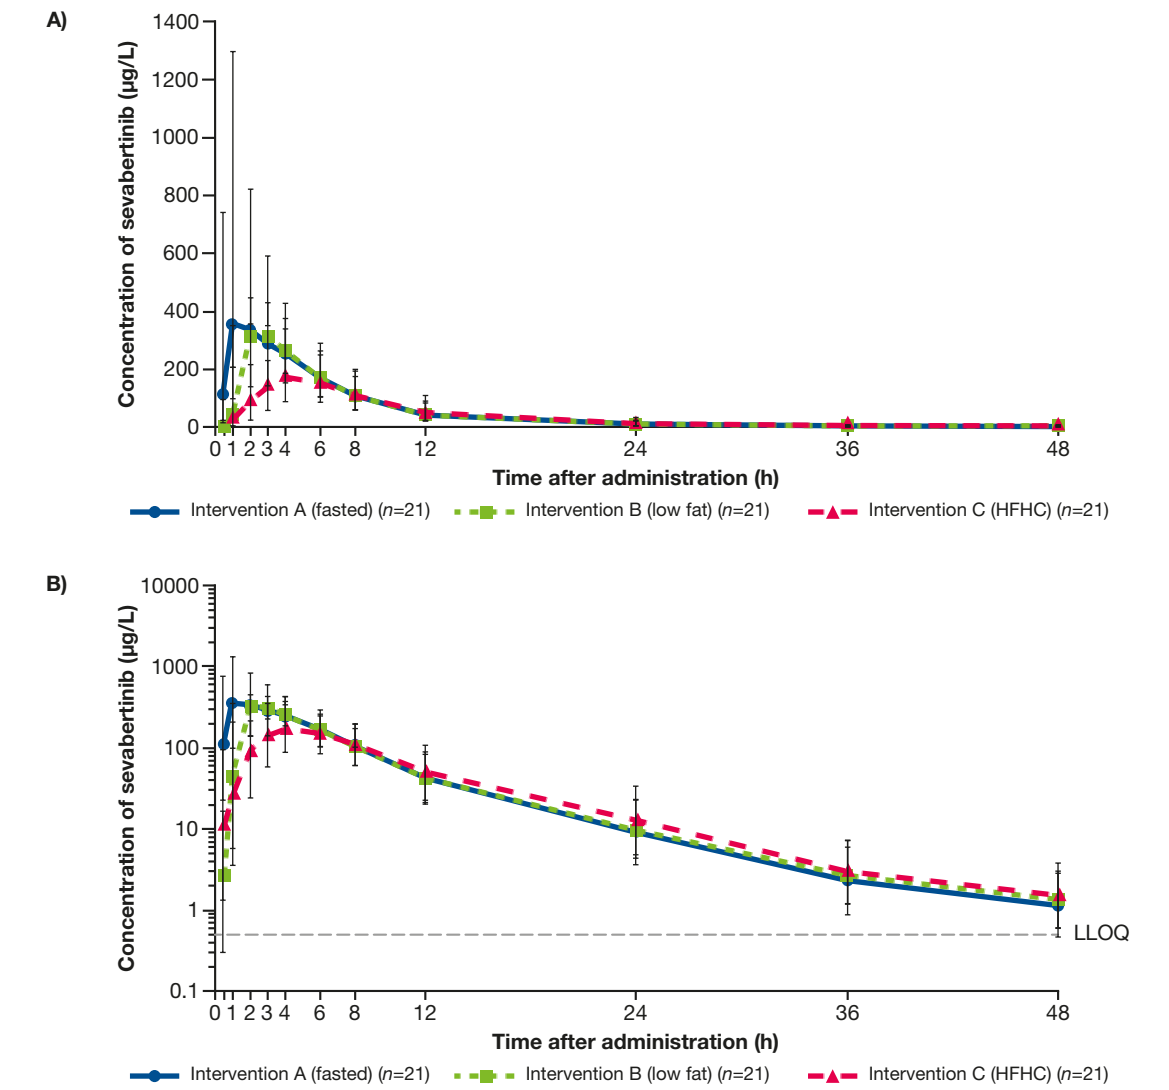 A)
Concentration of sevabertinib (µg/L)
1400
1200
1000
800
600
400
200
0
0 1 2 3 4 6 8 12 24 36 48
Time after administration (h)
Intervention A (fasted) (n=21) Intervention B (low fat) (n=21) Intervention C (HFHC) (n=21)
B)
Concentration of sevabertinib (µg/L)
10000
1000
100
10
1
0.1
LLOQ
0 1 2 3 4 6 8 12 24 36 48
Time after administration (h)
Intervention A (fasted) (n=21) Intervention B (low fat) (n=21) Intervention C (HFHC) (n=21)